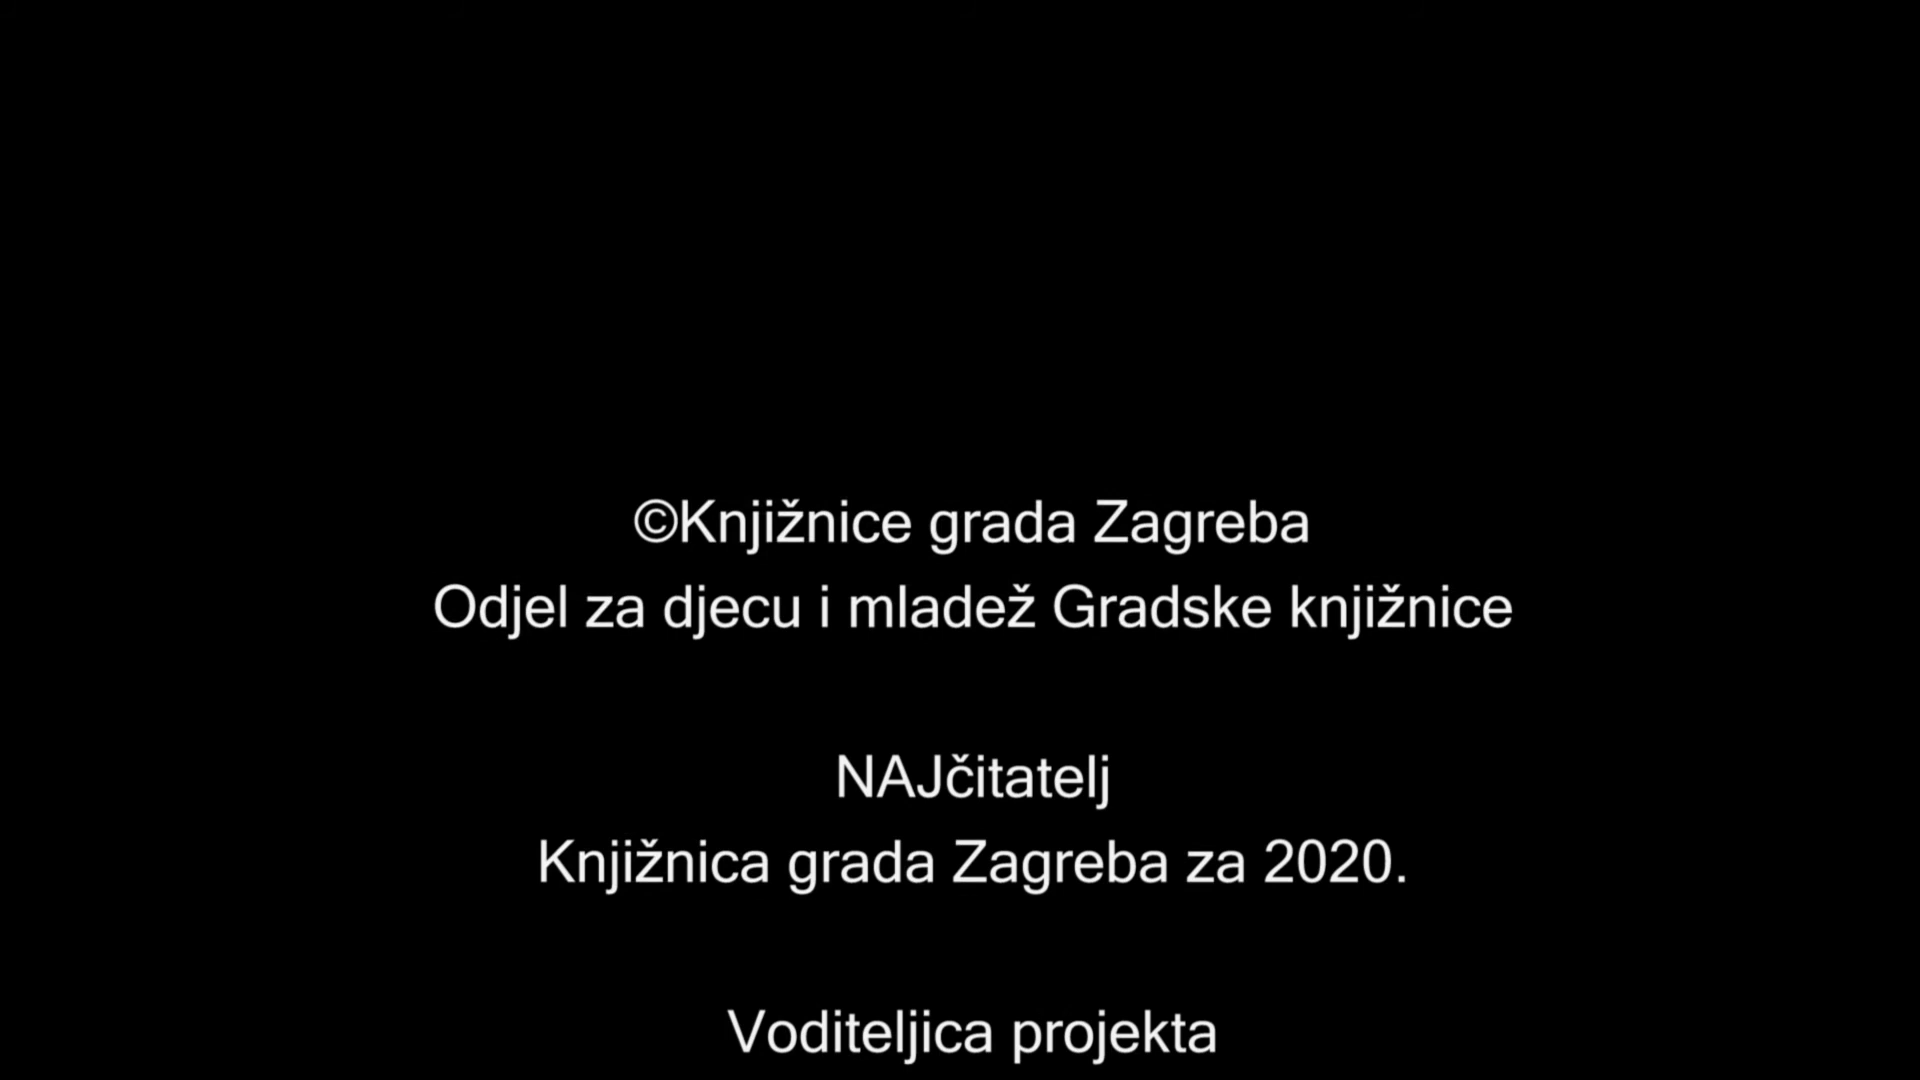 ©Knjižnice grada Zagreba
Odjel za djecu i mladež Gradske knjižnice
NAJčitatelj
Knjižnica grada Zagreba za 2020.
Voditeljica projekta